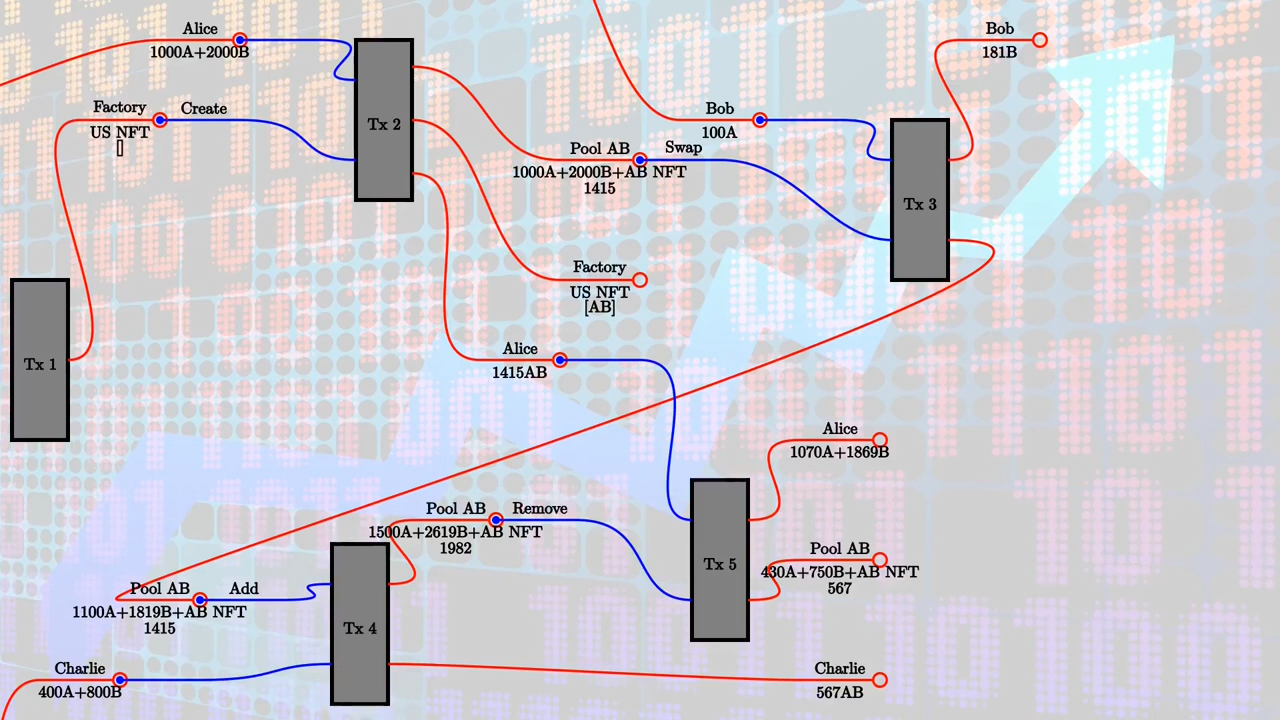 Alice
1000A+2000B
Factory
Create
US NFT
[]
Tx 1
Tx 2
Pool AB
Swap
1000A+2000B+AB NFT
1415
Factory
US NFT
[AB]
Alice
1415AB
Bob
100A
Tx 3
Bob
181B
Pool AB
Add
1100A+1819B+AB NFT
1415
Charlie
400A+800B
Tx 4
Pool AB
Remove
1500A+2619B+AB NFT
1982
Tx 5
Alice
1070A+1869B
Pool AB
430A+750B+AB NFT
567
Charlie
567AB